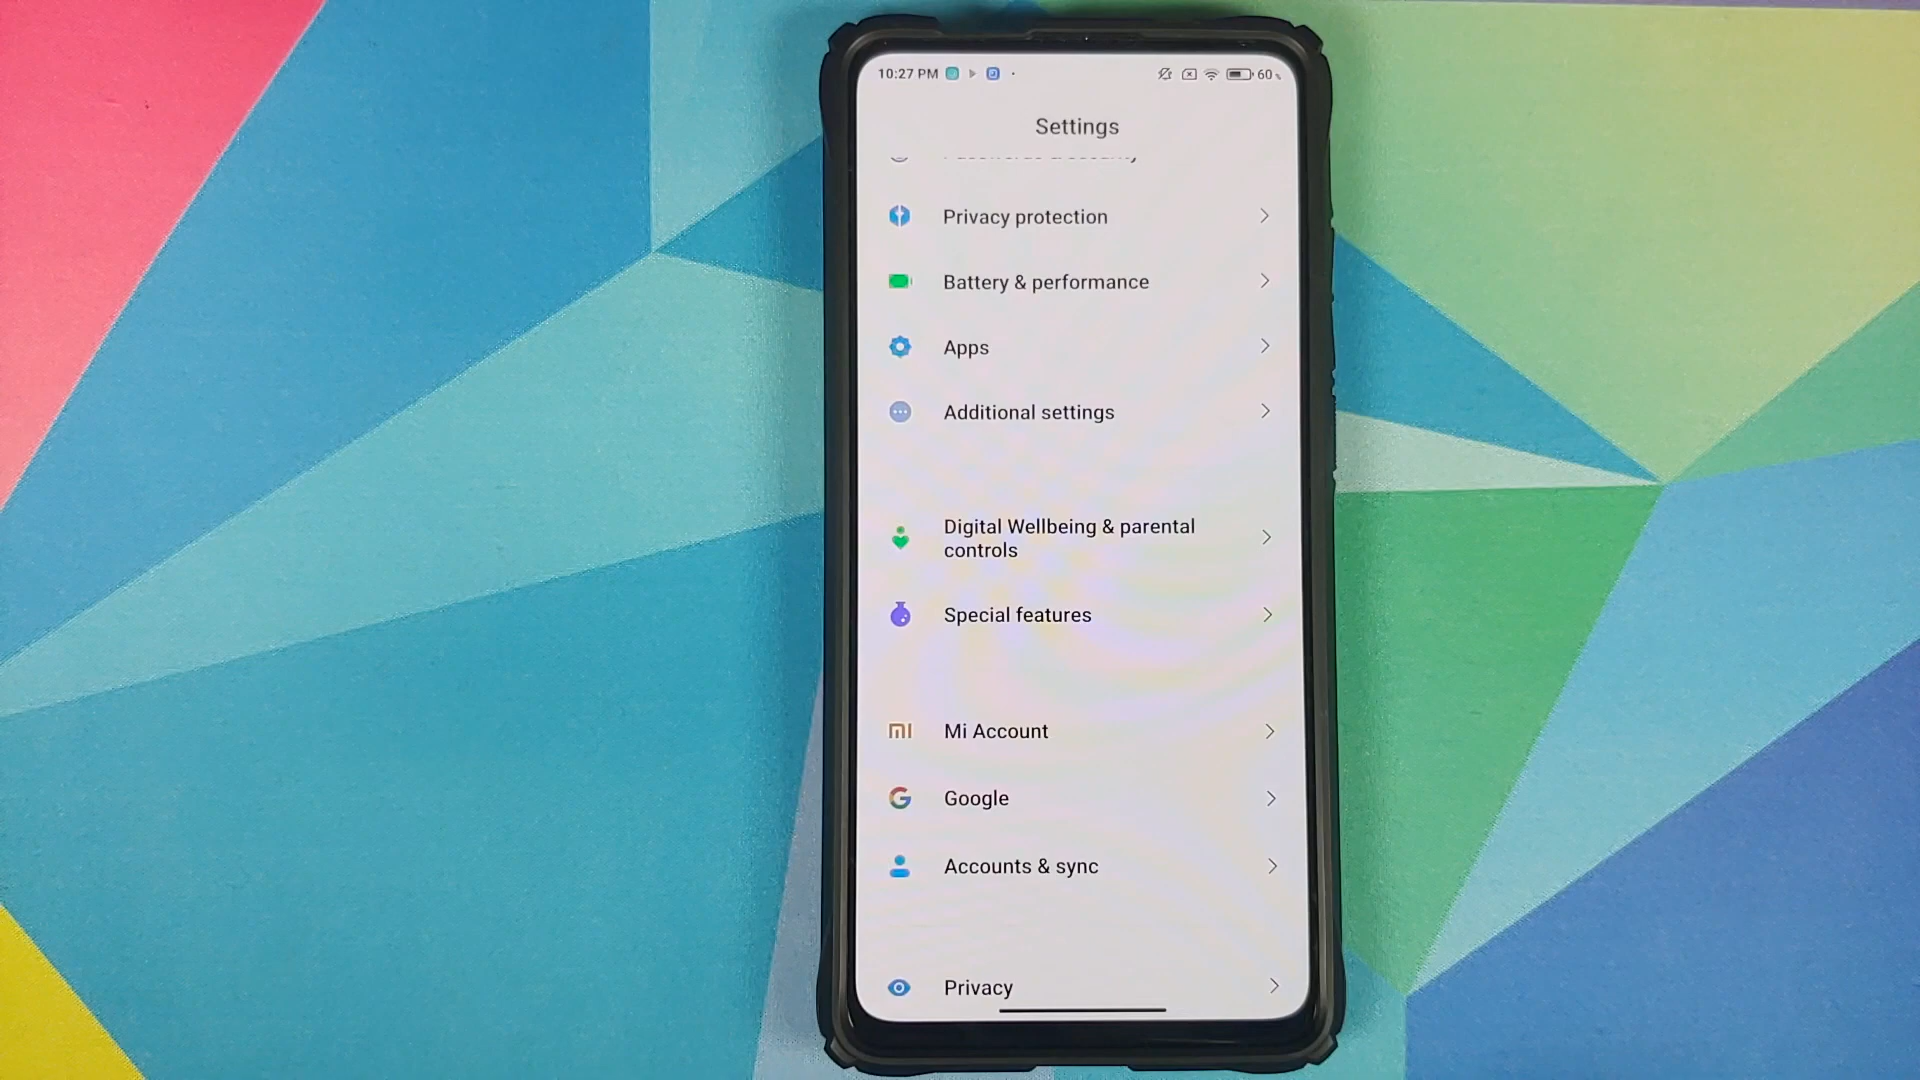 10:27 PM
60
Settings
Privacy protection
Battery & performance
Apps
Additional settings
Digital Wellbeing & parental
controls
Special features
Mi Account
Google
Accounts & sync
Privacy